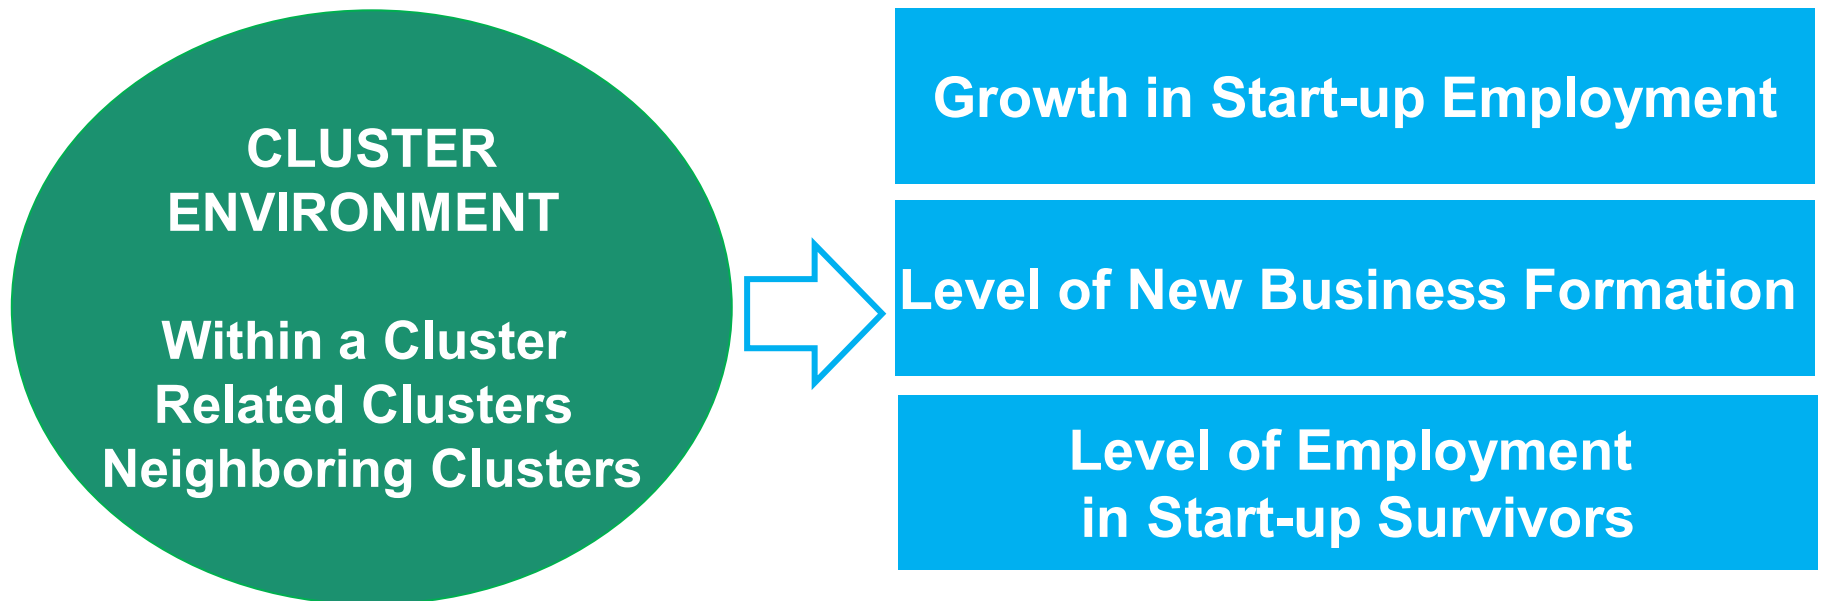 CLUSTER
ENVIRONMENT
Within a Cluster
Related Clusters
Neighboring Clusters
Growth in Start-up Employment
Level of New Business Formation
Level of Employment
in Start-up Survivors